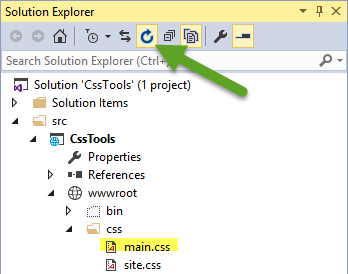 Solution Explorer
Search Solution Explorer (Ctrl+
Solution 'CssTools' (1 project)
Solution Items
src
CssTools
Properties
References
wwwroot
bin
css
main.css
site.css